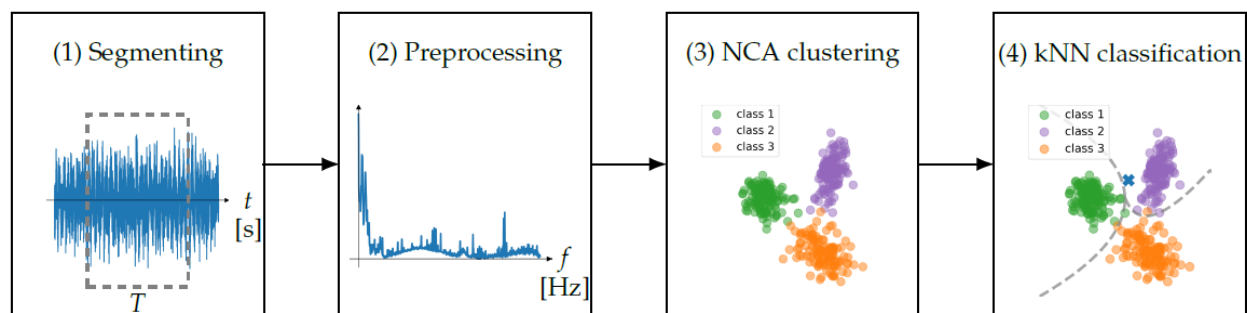 (1) Segmenting
t
[s]
T
(2) Preprocessing
f
[Hz]
(3) NCA clustering
class 1
class 2
class 3
(4) kNN classification
class 1
class 2
class 3